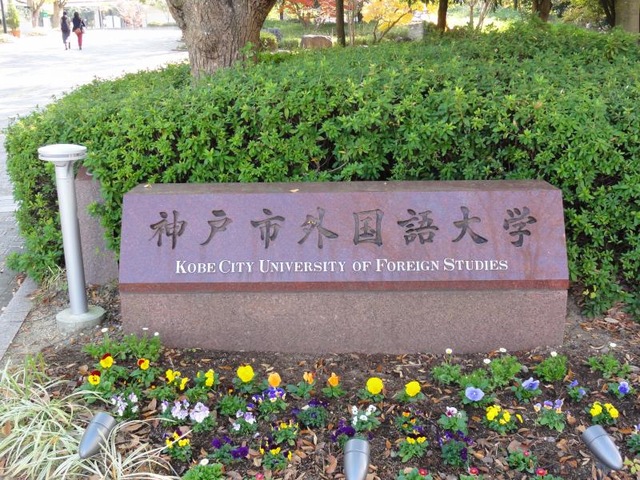 神戸市外国語大学
KOBE CITY UNIVERSITY OF FOREIGN STUDIES